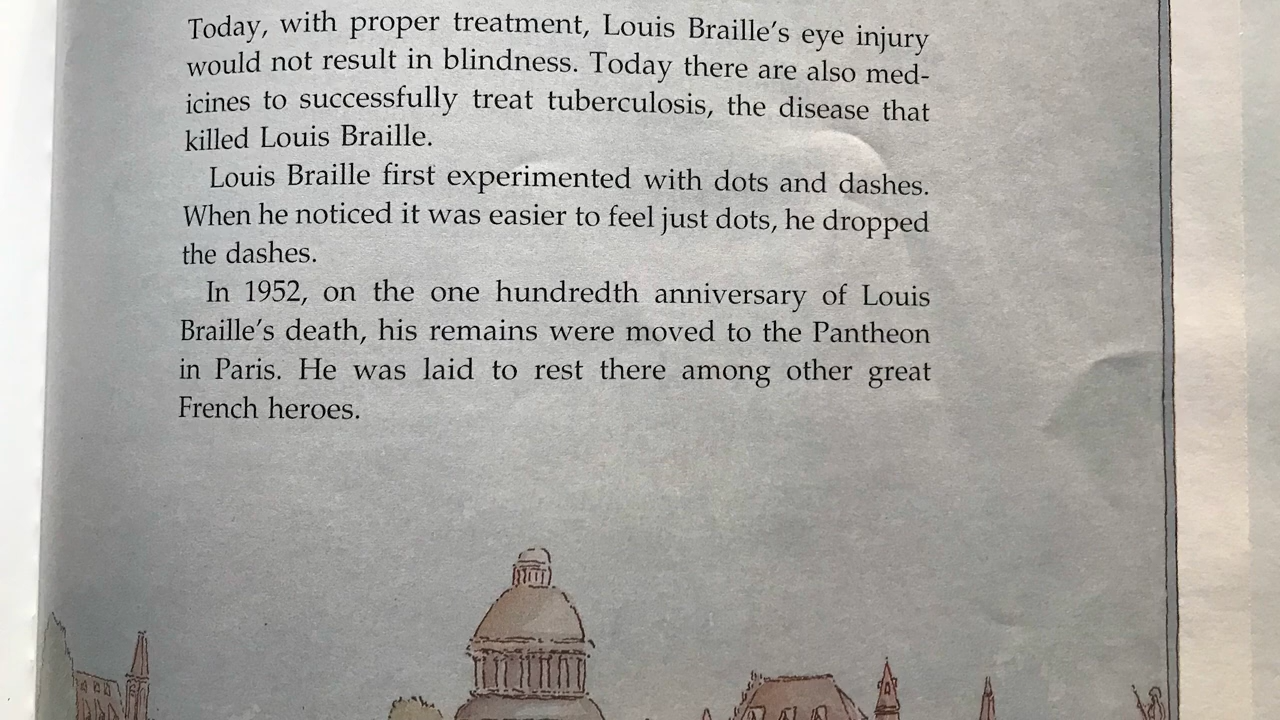 Today, with proper treatment, Louis Braille's eye injury
would not result in blindness. Today there are also med-
icines to successfully treat tuberculosis, the disease that
killed Louis Braille.
Louis Braille first experimented with dots and dashes.
When he noticed it was easier to feel just dots, he dropped
the dashes.
In 1952, on the one hundredth anniversary of Louis
Braille's death, his remains were moved to the Pantheon
in Paris. He was laid to rest there among other great
French heroes.